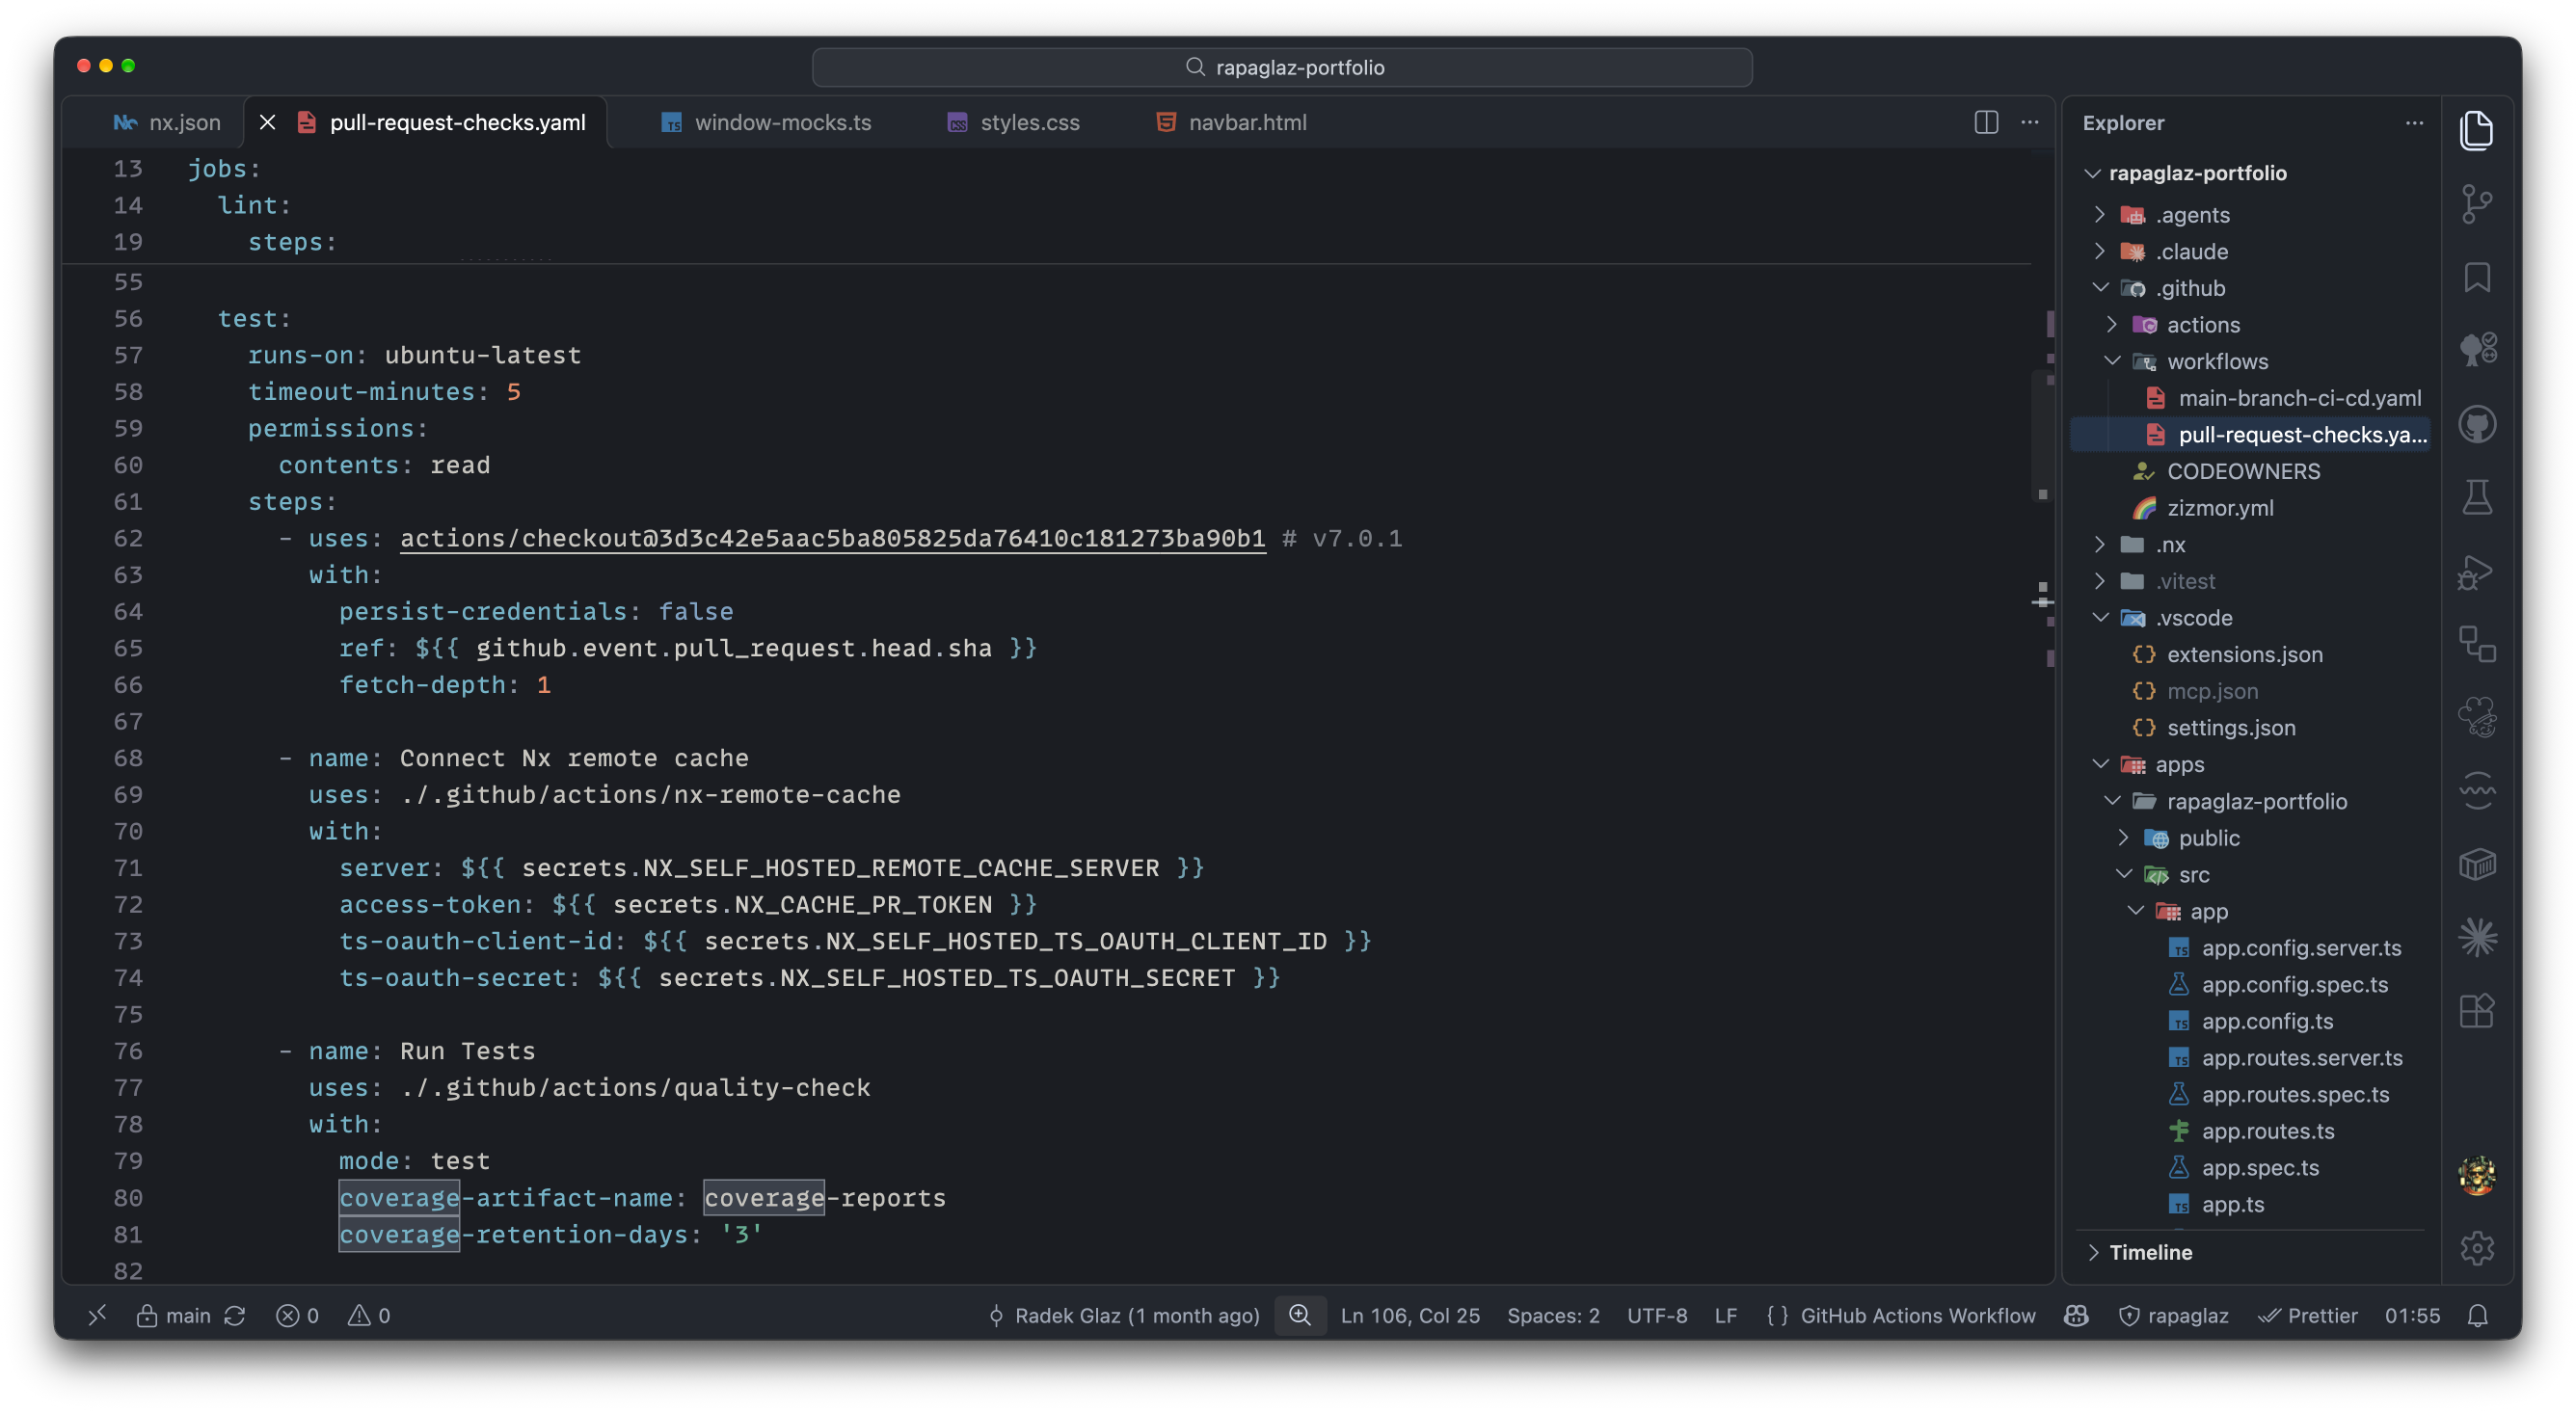 rapaglaz-portfolio
nx.json
pull-request-checks.yaml
window-mocks.ts
styles.css
navbar.html
13 jobs:
14 lint:
19 steps:
55
56 test:
57 runs-on: ubuntu-latest
58 timeout-minutes: 5
59 permissions:
60 contents: read
61 steps:
62 - uses: actions/checkout@3d3c42e5aac5ba805825da76410c181273ba90b1 # v7.0.1
63 with:
64 persist-credentials: false
65 ref: ${{ github.event.pull_request.head.sha }}
66 fetch-depth: 1
67
68 - name: Connect Nx remote cache
69 uses: ./.github/actions/nx-remote-cache
70 with:
71 server: ${{ secrets.NX_SELF_HOSTED_REMOTE_CACHE_SERVER }}
72 access-token: ${{ secrets.NX_CACHE_PR_TOKEN }}
73 ts-oauth-client-id: ${{ secrets.NX_SELF_HOSTED_TS_OAUTH_CLIENT_ID }}
74 ts-oauth-secret: ${{ secrets.NX_SELF_HOSTED_TS_OAUTH_SECRET }}
75
76 - name: Run Tests
77 uses: ./.github/actions/quality-check
78 with:
79 mode: test
80 coverage-artifact-name: coverage-reports
81 coverage-retention-days: '3'
82
Explorer
rapaglaz-portfolio
.agents
.claude
.github
actions
workflows
main-branch-ci-cd.yaml
pull-request-checks.ya...
CODEOWNERS
zizmor.yml
.nx
.vitest
.vscode
extensions.json
mcp.json
settings.json
apps
rapaglaz-portfolio
public
src
app
app.config.server.ts
app.config.spec.ts
app.config.ts
app.routes.server.ts
app.routes.spec.ts
app.routes.ts
app.spec.ts
app.ts
Timeline
main
0
0
Radek Glaz (1 month ago)
Ln 106, Col 25
Spaces: 2
UTF-8
LF
{ } GitHub Actions Workflow
rapaglaz
Prettier
01:55